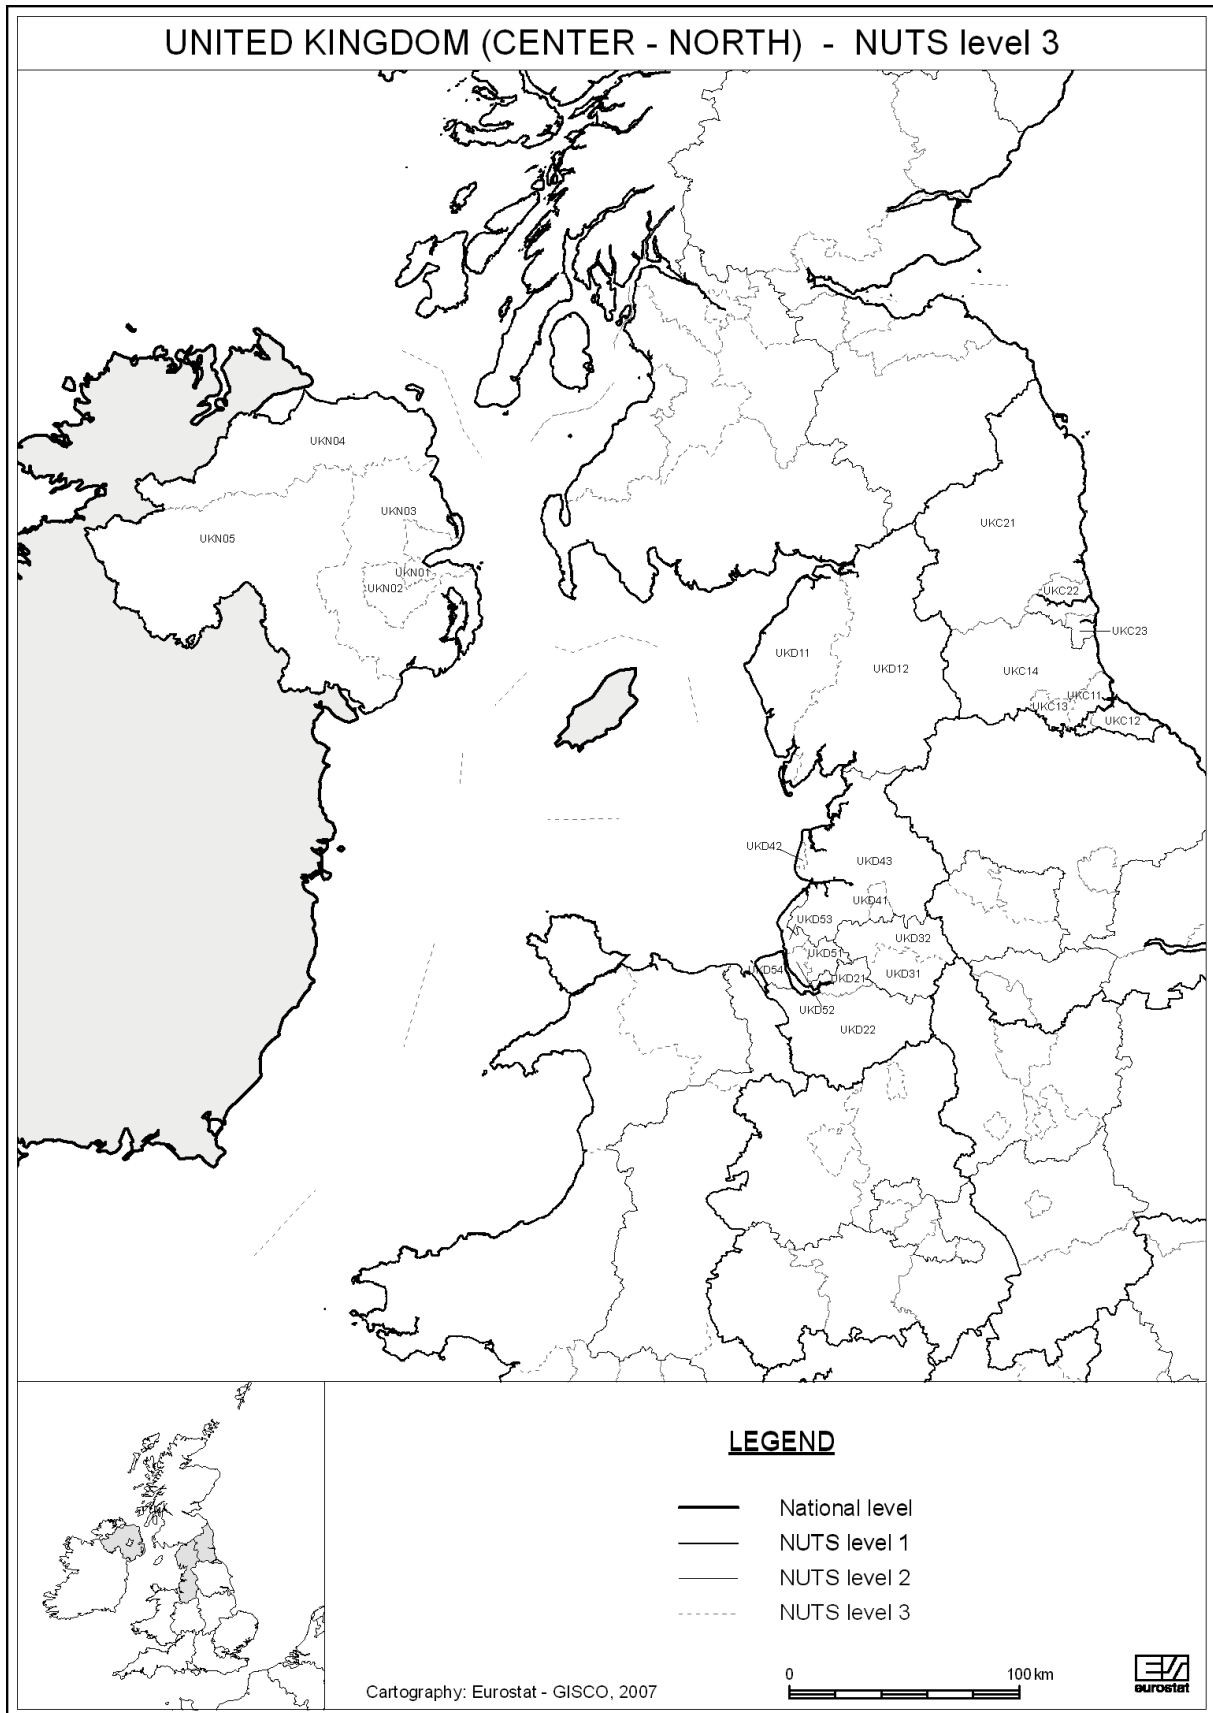 UNITED KINGDOM (CENTER - NORTH) - NUTS level 3
UKN04
UKN03
UKC21
UKN05
UKN01
UKN02
UKC22
UKC23
UKD11
UKD12
UKC14
UKC11
UKC13
UKC12
UKD42
UKD43
UKD41
UKD53
UKD32
UKD51
UKD54
UKD21
UKD31
UKD52
UKD22
LEGEND
National level
NUTS level 1
NUTS level 2
NUTS level 3
0 100 km
Cartography: Eurostat - GISCO, 2007
eurostat